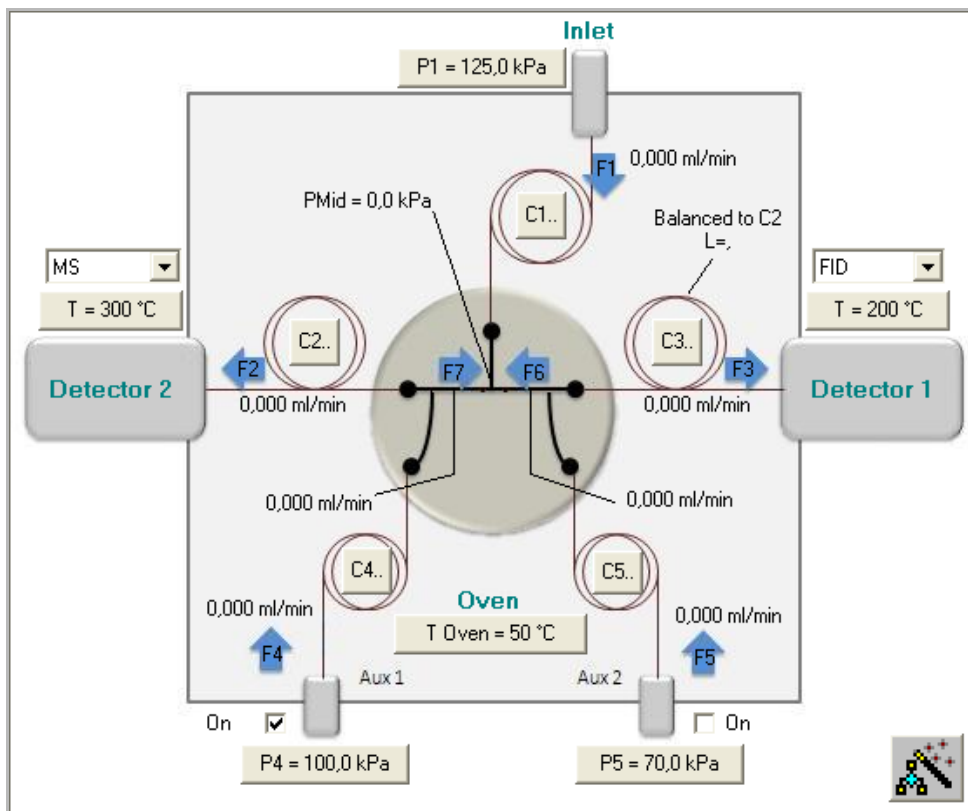 Inlet
P1 = 125,0 kPa
0,000 ml/min
F1
PMid = 0,0 kPa
C1..
Balanced to C2
L=,
MS
FID
T = 300 °C
T = 200 °C
C2..
C3..
Detector 2
F2
F7
F6
F3
Detector 1
0,000 ml/min
0,000 ml/min
0,000 ml/min
0,000 ml/min
C4..
C5..
Oven
0,000 ml/min
0,000 ml/min
T Oven = 50 °C
F4
F5
Aux 1
Aux 2
On
On
P4 = 100,0 kPa
P5 = 70,0 kPa